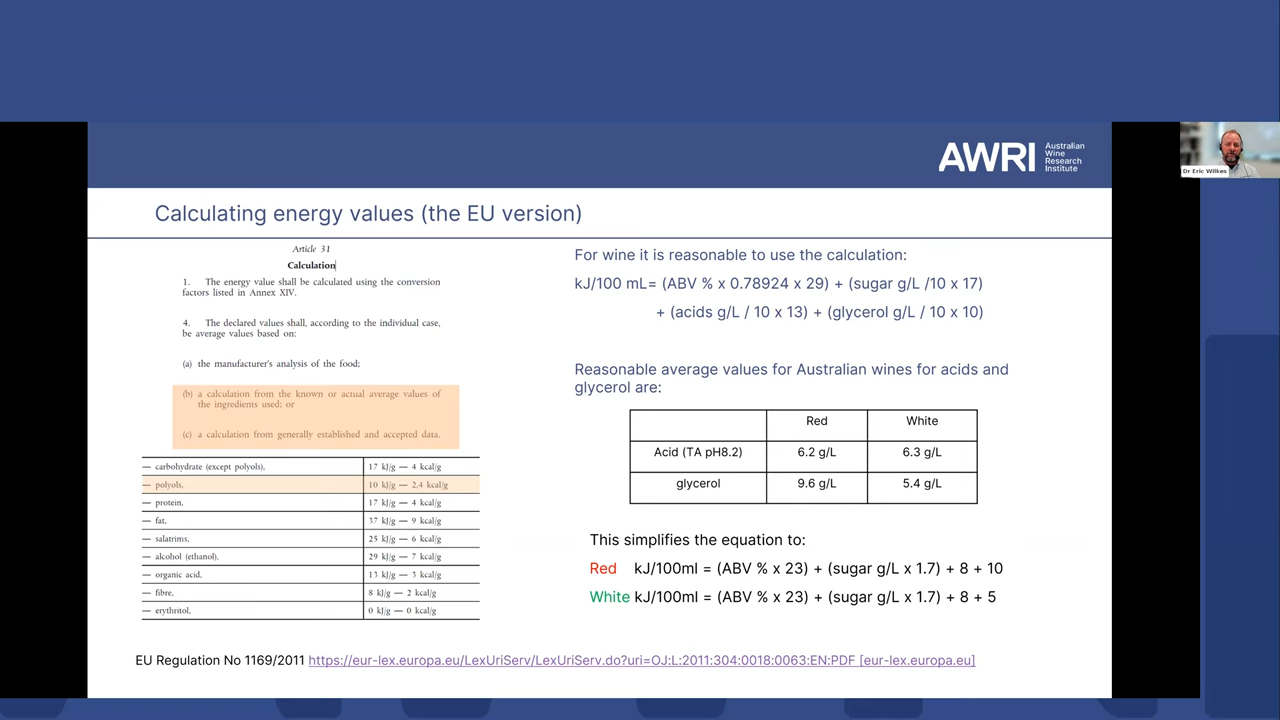 AWRI
Australian
Wine
Research
Institute
Dr Eric Wilkes
Calculating energy values (the EU version)
Article 31
Calculation
1. The energy value shall be calculated using the conversion
factors listed in Annex XIV.
4. The declared values shall, according to the individual case,
be average values based on:
(a) the manufacturer's analysis of the food;
(b) a calculation from the known or actual average values of
the ingredients used; or
(c) a calculation from generally established and accepted data.
— carbohydrate (except polyols), 17 kJ/g — 4 kcal/g
— polyols, 10 kJ/g — 2,4 kcal/g
— protein, 17 kJ/g — 4 kcal/g
— fat, 37 kJ/g — 9 kcal/g
— salatrims, 25 kJ/g — 6 kcal/g
— alcohol (ethanol), 29 kJ/g — 7 kcal/g
— organic acid, 13 kJ/g — 3 kcal/g
— fibre, 8 kJ/g — 2 kcal/g
— erythritol, 0 kJ/g — 0 kcal/g
For wine it is reasonable to use the calculation:
kJ/100 mL= (ABV % x 0.78924 x 29) + (sugar g/L /10 x 17)
+ (acids g/L / 10 x 13) + (glycerol g/L / 10 x 10)
Reasonable average values for Australian wines for acids and
glycerol are:
Red White
Acid (TA pH8.2) 6.2 g/L 6.3 g/L
glycerol 9.6 g/L 5.4 g/L
This simplifies the equation to:
Red kJ/100ml = (ABV % x 23) + (sugar g/L x 1.7) + 8 + 10
White kJ/100ml = (ABV % x 23) + (sugar g/L x 1.7) + 8 + 5
EU Regulation No 1169/2011 https://eur-lex.europa.eu/LexUriServ/LexUriServ.do?uri=OJ:L:2011:304:0018:0063:EN:PDF [eur-lex.europa.eu]